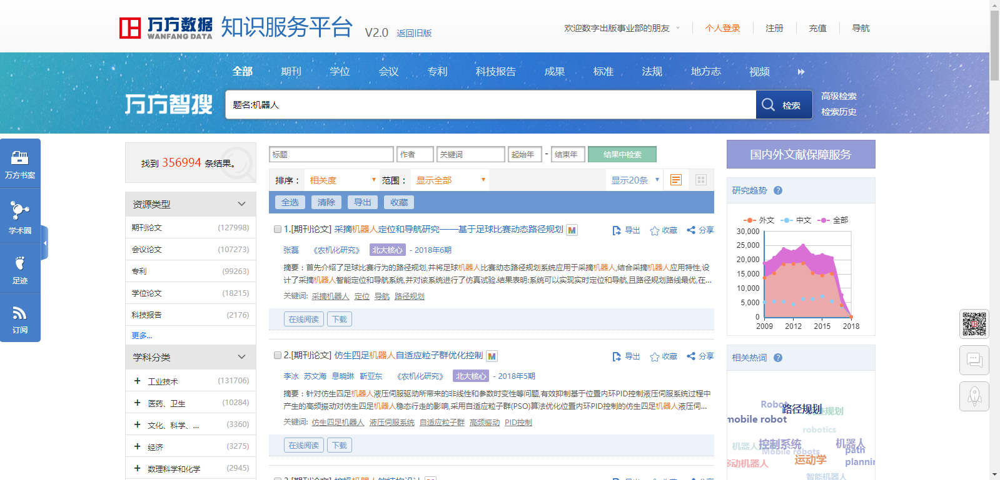 万方数据 WANFANG DATA 知识服务平台 V2.0 返回旧版
欢迎数字出版事业部的朋友 个人登录 注册 充值 导航
全部 期刊 学位 会议 专利 科技报告 成果 标准 法规 地方志 视频
万方智搜 题名:机器人 检索
高级检索
检索历史
万方书案
学术圈
足迹
订阅
找到 356994 条结果。
资源类型
期刊论文 (127998)
会议论文 (107273)
专利 (99263)
学位论文 (18215)
科技报告 (2176)
更多...
学科分类
+ 工业技术 (131706)
+ 医药、卫生 (10284)
+ 文化、科学、... (3360)
+ 经济 (3275)
+ 数理科学和化学 (2945)
标题 作者 关键词 起始年 - 结束年 结果中检索
排序： 相关度 范围： 显示全部 显示20条
全选 清除 导出 收藏
1.[期刊论文] 采摘机器人定位和导航研究——基于足球比赛动态路径规划 M 导出 收藏 分享
张磊 《农机化研究》 北大核心 - 2018年6期
摘要：首先介绍了足球比赛行为的路径规划,并将足球机器人比赛动态路径规划系统应用于采摘机器人,结合采摘机器人应用特性,设
计了采摘机器人智能定位和导航系统,并对该系统进行了仿真试验.结果表明:系统可以实现实时定位和导航,且路径规划路线最优,在...
关键词: 采摘机器人 定位 导航 路径规划
在线阅读 下载
2.[期刊论文] 仿生四足机器人自适应粒子群优化控制 M 导出 收藏 分享
李冰 苏文海 息晓琳 靳亚东 《农机化研究》 北大核心 - 2018年5期
摘要：针对仿生四足机器人液压伺服驱动所带来的非线性和参数时变性等问题,有效抑制基于位置内环PID控制液压伺服系统过程中
产生的高频振动对仿生四足机器人稳态行走的影响,采用自适应粒子群(PSO)算法优化位置内环PID控制的仿生四足机器人液压伺...
关键词: 仿生四足机器人 液压伺服系统 自适应粒子群 高频振动 PID控制
在线阅读 下载
国内外文献保障服务
研究趋势 ?
外文 中文 全部
30,000
25,000
20,000
15,000
10,000
5,000
0
2009 2012 2015 2018
相关热词 ?
Robot
路径规划
mobile robot
robotics
机器人
控制系统
机器人
Mobile robots
path
planni
移动机器人
运动学
智能机器人